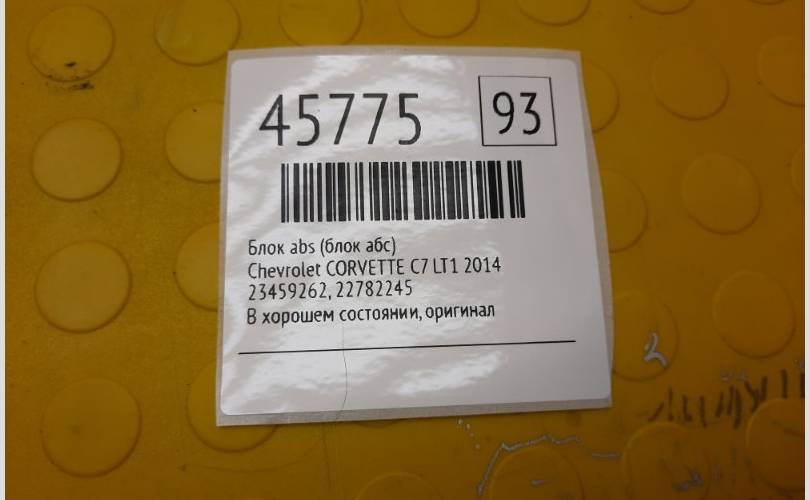 45775 93
Блок abs (блок абс)
Chevrolet CORVETTE C7 LT1 2014
23459262, 22782245
В хорошем состоянии, оригинал